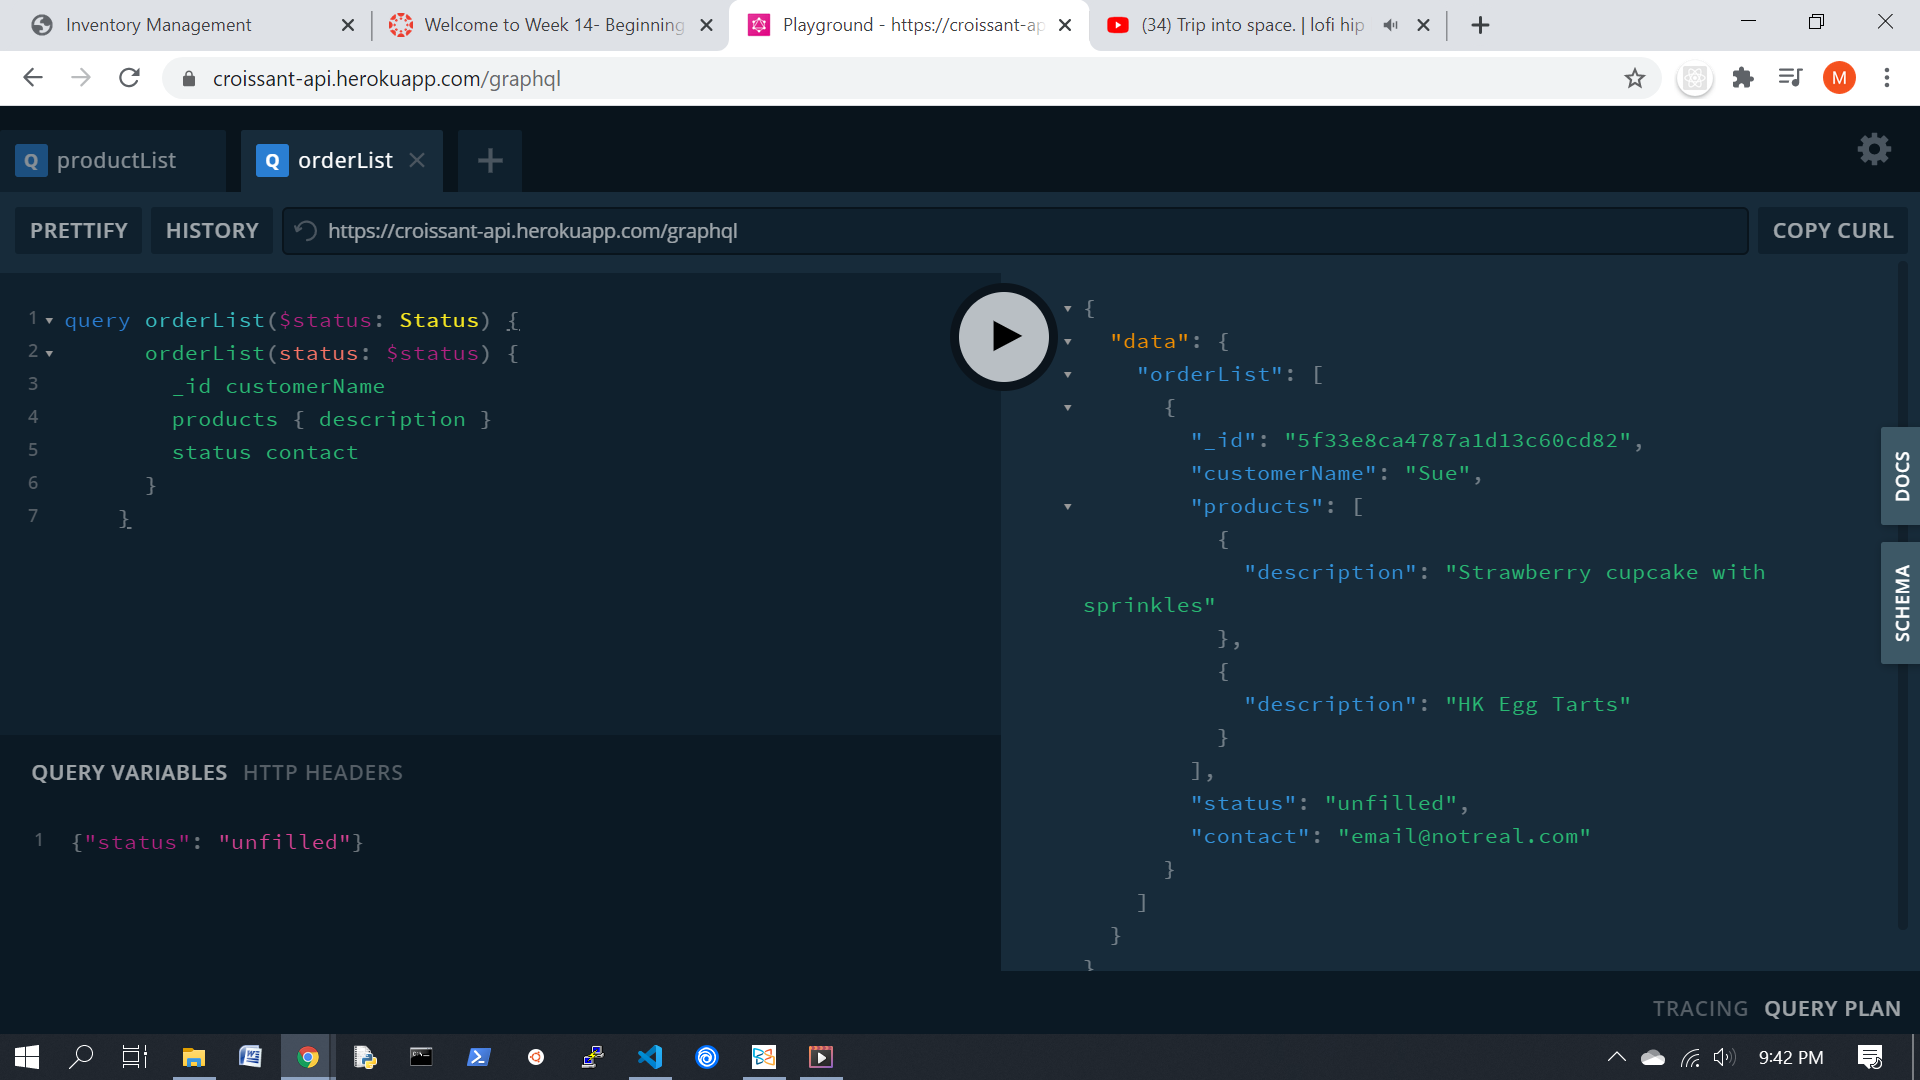 Inventory Management
Welcome to Week 14- Beginning
Playground - https://croissant-ap
(34) Trip into space. | lofi hip
croissant-api.herokuapp.com/graphql
M
Q productList
Q orderList
PRETTIFY
HISTORY
https://croissant-api.herokuapp.com/graphql
COPY CURL
1 query orderList($status: Status) {
2 orderList(status: $status) {
3 _id customerName
4 products { description }
5 status contact
6 }
7 }
{
"data": {
"orderList": [
{
"_id": "5f33e8ca4787a1d13c60cd82",
"customerName": "Sue",
"products": [
{
"description": "Strawberry cupcake with
sprinkles"
},
{
"description": "HK Egg Tarts"
}
],
"status": "unfilled",
"contact": "email@notreal.com"
}
]
}
}
DOCS
SCHEMA
QUERY VARIABLES HTTP HEADERS
1 {"status": "unfilled"}
TRACING QUERY PLAN
9:42 PM